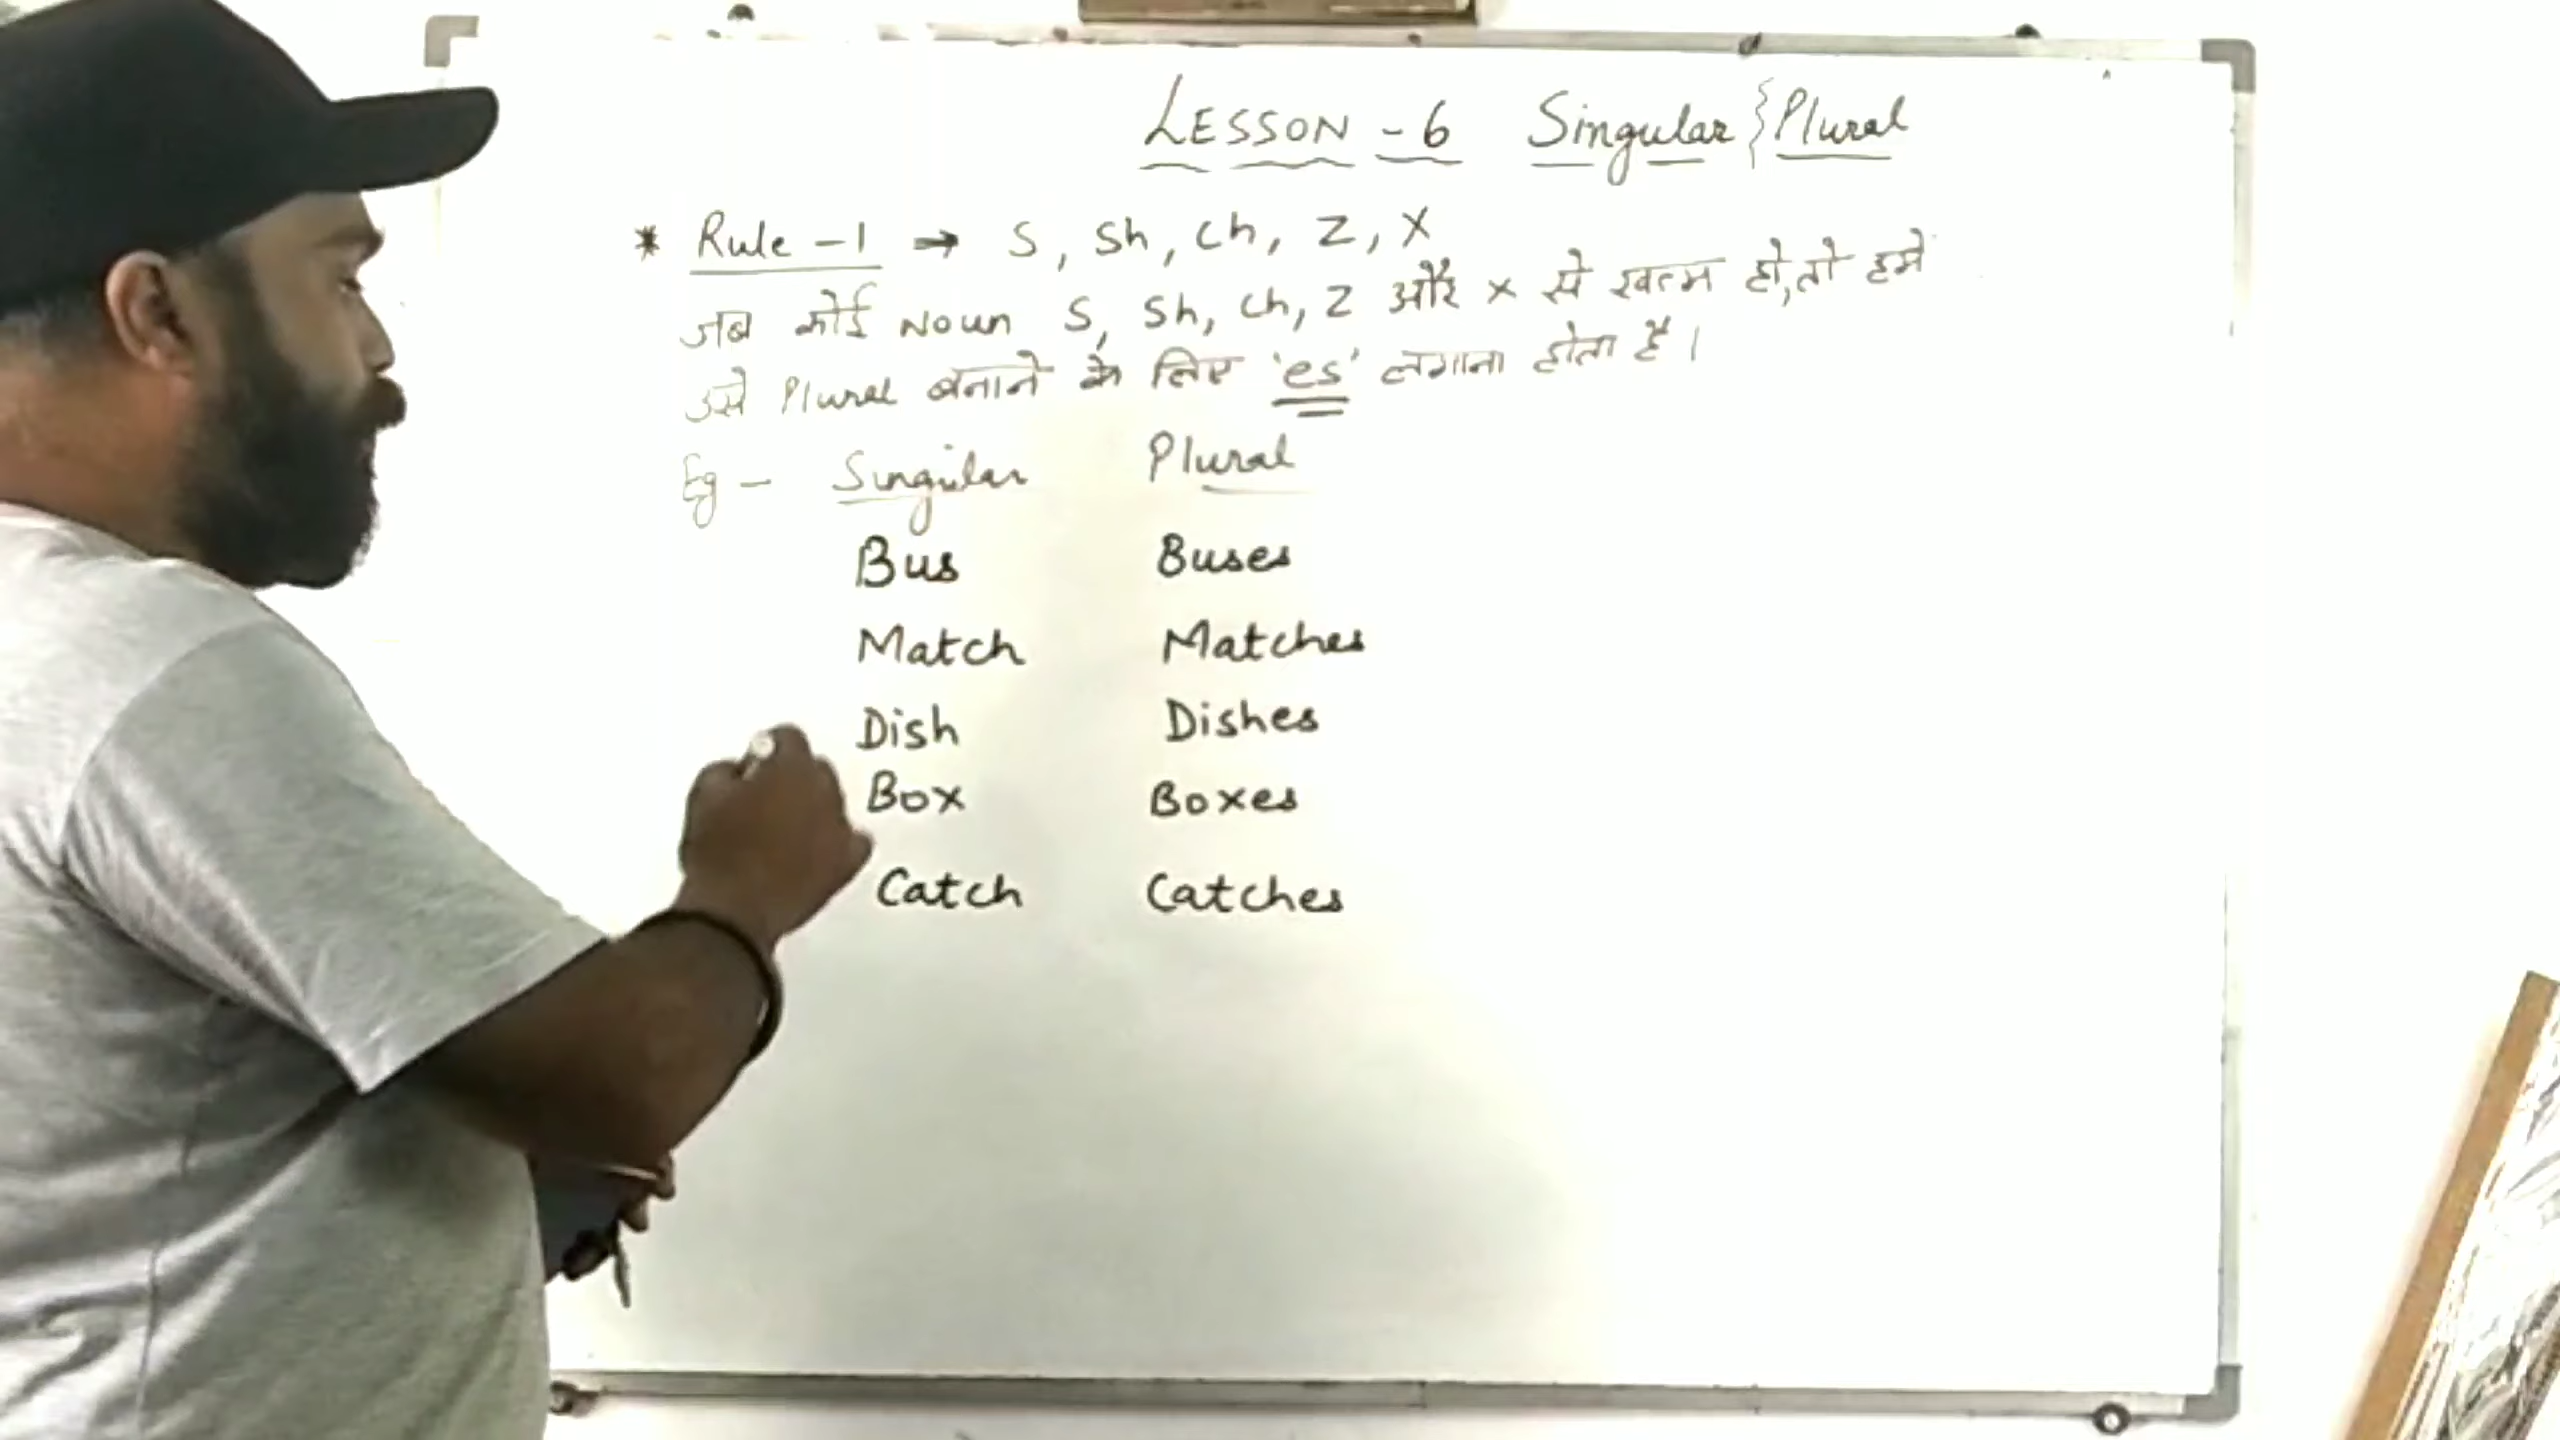 LESSON - 6 Singular } Plural
* Rule - 1 → S, Sh, Ch, Z, X
जब कोई Noun S, Sh, Ch, Z और X से खत्म हो, तो हमें
उसे Plural बनाने के लिए 'es' लगाना होता है।
Eg - Singular Plural
Bus Buses
Match Matches
Dish Dishes
Box Boxes
Catch Catches